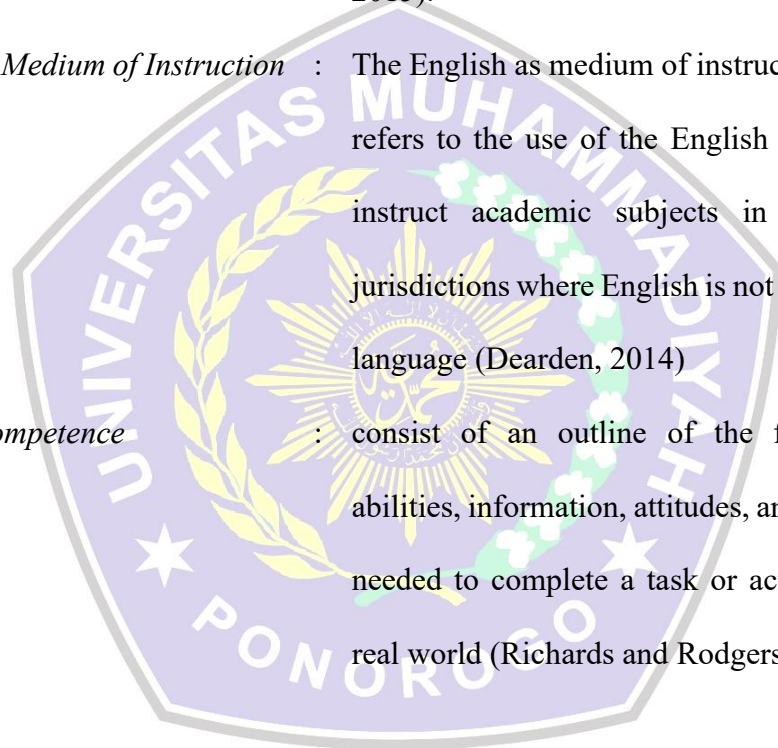 Medium of Instruction : The English as medium of instruc
refers to the use of the English
instruct academic subjects in
jurisdictions where English is not
language (Dearden, 2014)
ompetence : consist of an outline of the f
abilities, information, attitudes, an
needed to complete a task or ac
real world (Richards and Rodgers
UNIVERSITAS MUHAMMADIYAH
PONOROGO